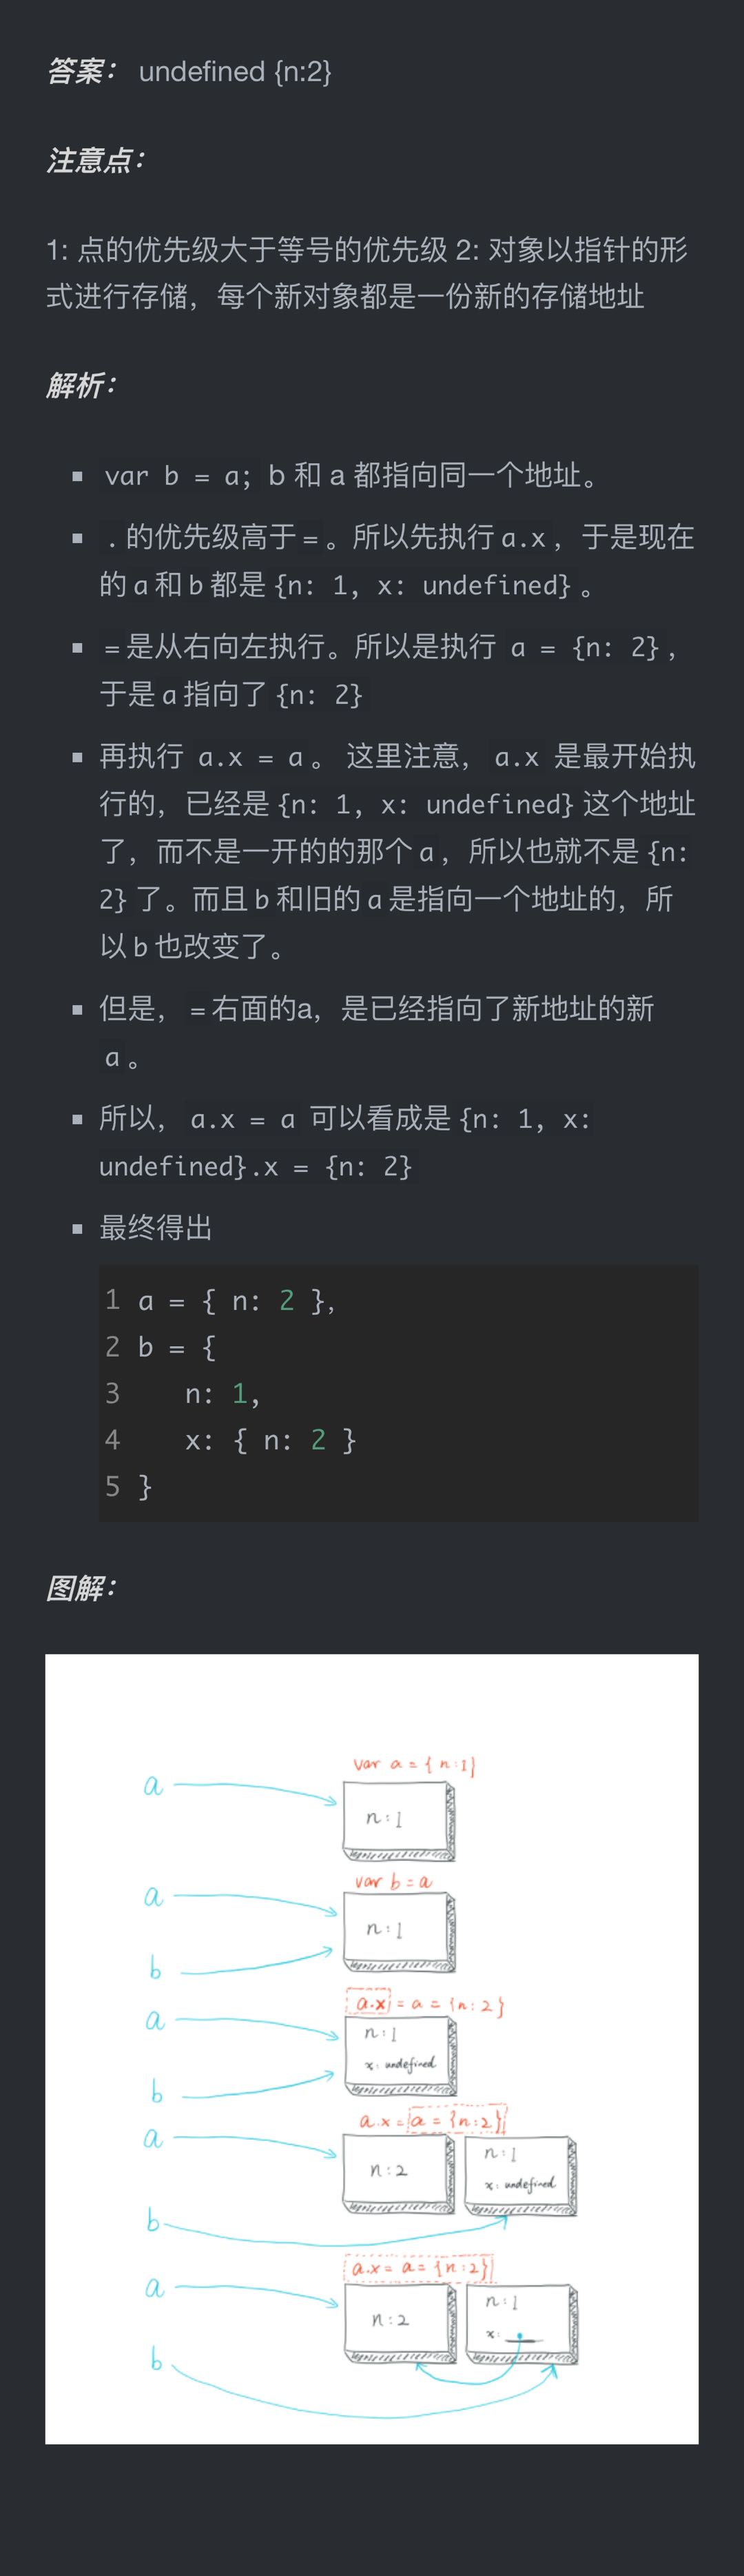 答案： undefined {n:2}
注意点：
1: 点的优先级大于等号的优先级 2: 对象以指针的形
式进行存储，每个新对象都是一份新的存储地址
解析：
var b = a; b 和 a 都指向同一个地址。
. 的优先级高于 = 。所以先执行 a.x ，于是现在
的 a 和 b 都是 {n: 1, x: undefined} 。
= 是从右向左执行。所以是执行 a = {n: 2} ，
于是 a 指向了 {n: 2}
再执行 a.x = a 。 这里注意， a.x 是最开始执
行的，已经是 {n: 1, x: undefined} 这个地址
了，而不是一开的的那个 a ，所以也就不是 {n:
2} 了。而且 b 和旧的 a 是指向一个地址的，所
以 b 也改变了。
但是， = 右面的a，是已经指向了新地址的新
a 。
所以， a.x = a 可以看成是 {n: 1, x:
undefined}.x = {n: 2}
最终得出
1 a = { n: 2 },
2 b = {
3 n: 1,
4 x: { n: 2 }
5 }
图解：
var a = { n:1}
a
n:1
var b = a
a
n:1
b
a.x = a = {n:2}
a
n:1
x: undefined
b
a.x = a = {n:2}
a
n:2
n:1
x: undefined
b
a.x = a = {n:2}
a
n:2
n:1
x:
b